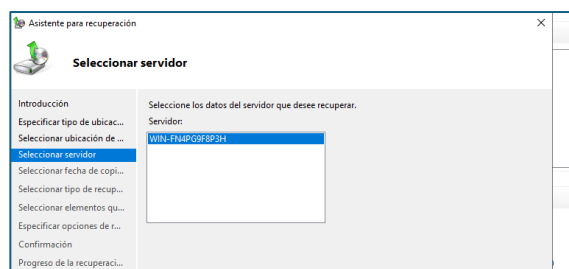 Asistente para recuperación
Seleccionar servidor
Introducción
Especificar tipo de ubicac...
Seleccionar ubicación de ...
Seleccionar servidor
Seleccionar fecha de copi...
Seleccionar tipo de recup...
Seleccionar elementos qu...
Especificar opciones de r...
Confirmación
Progreso de la recuperaci...
Seleccione los datos del servidor que desee recuperar.
Servidor:
WIN-FN4PG9F8P3H